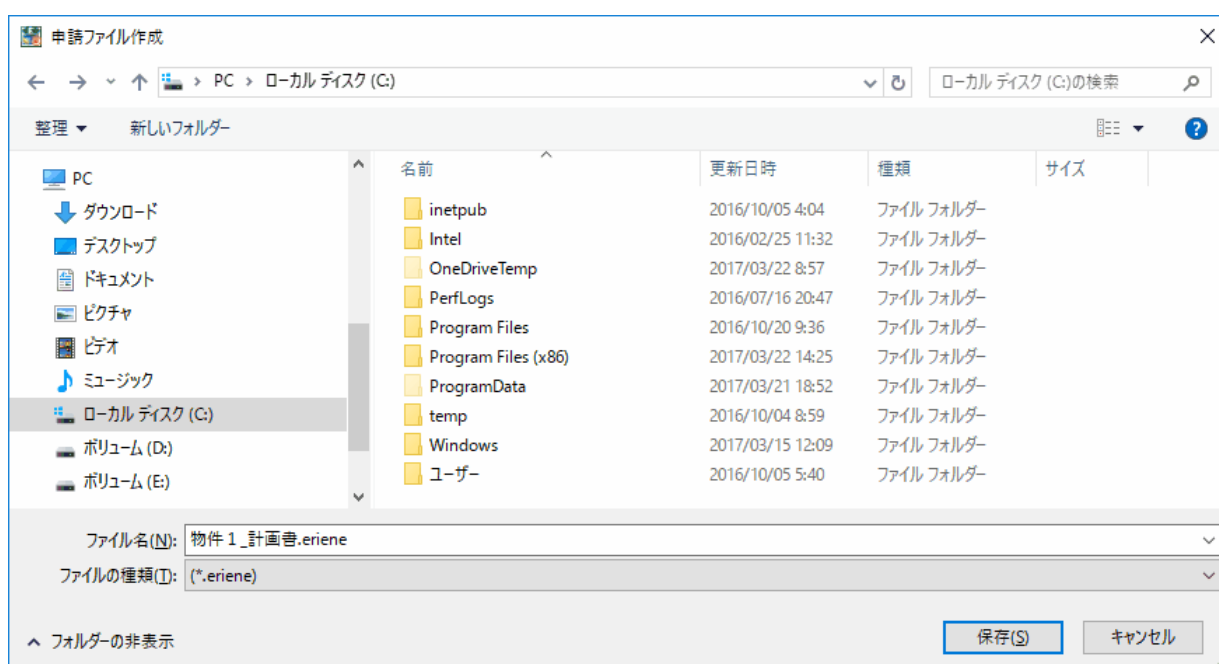 申請ファイル作成
PC › ローカル ディスク (C:)
ローカル ディスク (C:)の検索
整理
新しいフォルダー
名前 更新日時 種類 サイズ
PC
ダウンロード
デスクトップ
ドキュメント
ピクチャ
ビデオ
ミュージック
ローカル ディスク (C:)
ボリューム (D:)
ボリューム (E:)
inetpub 2016/10/05 4:04 ファイル フォルダー
Intel 2016/02/25 11:32 ファイル フォルダー
OneDriveTemp 2017/03/22 8:57 ファイル フォルダー
PerfLogs 2016/07/16 20:47 ファイル フォルダー
Program Files 2016/10/20 9:36 ファイル フォルダー
Program Files (x86) 2017/03/22 14:25 ファイル フォルダー
ProgramData 2017/03/21 18:52 ファイル フォルダー
temp 2016/10/04 8:59 ファイル フォルダー
Windows 2017/03/15 12:09 ファイル フォルダー
ユーザー 2016/10/05 5:40 ファイル フォルダー
ファイル名(N): 物件１_計画書.eriene
ファイルの種類(T): (*.eriene)
フォルダーの非表示
保存(S)
キャンセル